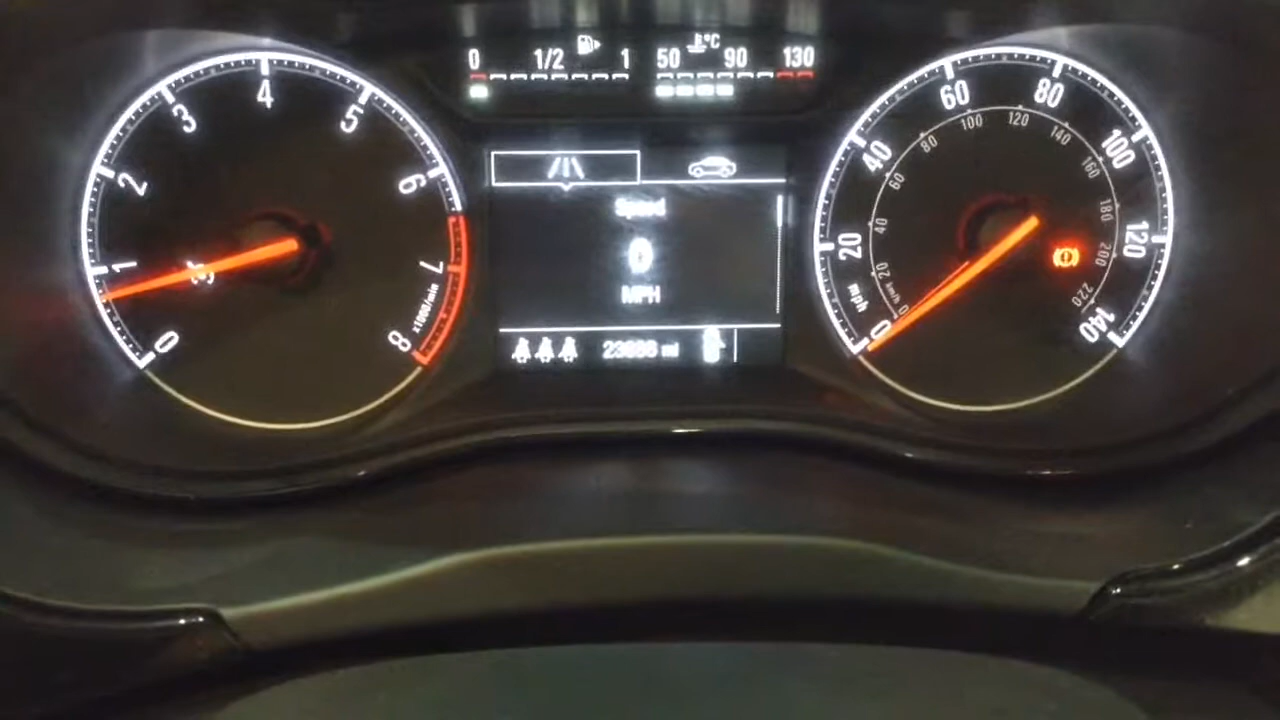 0 1/2 1
50 90 130
°C
0 1 2 3 4 5 6 7 8
x1000/min
Speed
0
MPH
mi
0 20 40 60 80 100 120 140
mph
0 20 40 60 80 100 120 140 160 180 200 220
km/h